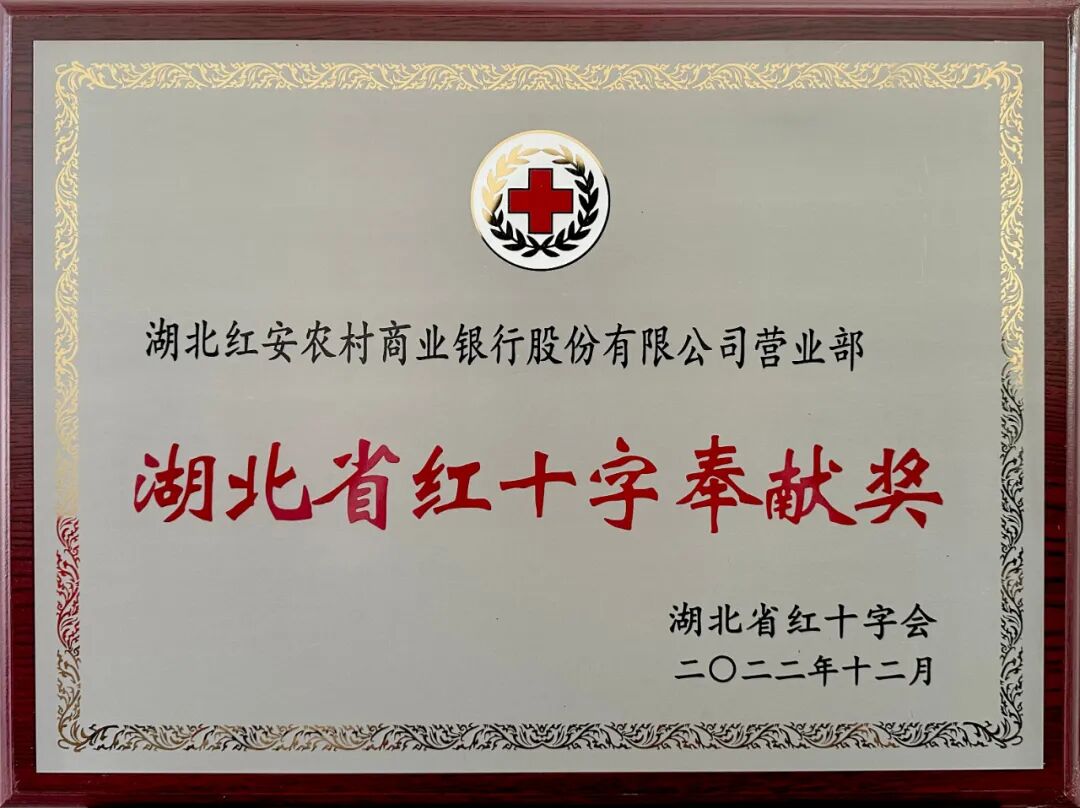 湖北红安农村商业银行股份有限公司营业部
湖北省红十字奉献奖
湖北省红十字会
二〇二二年十二月